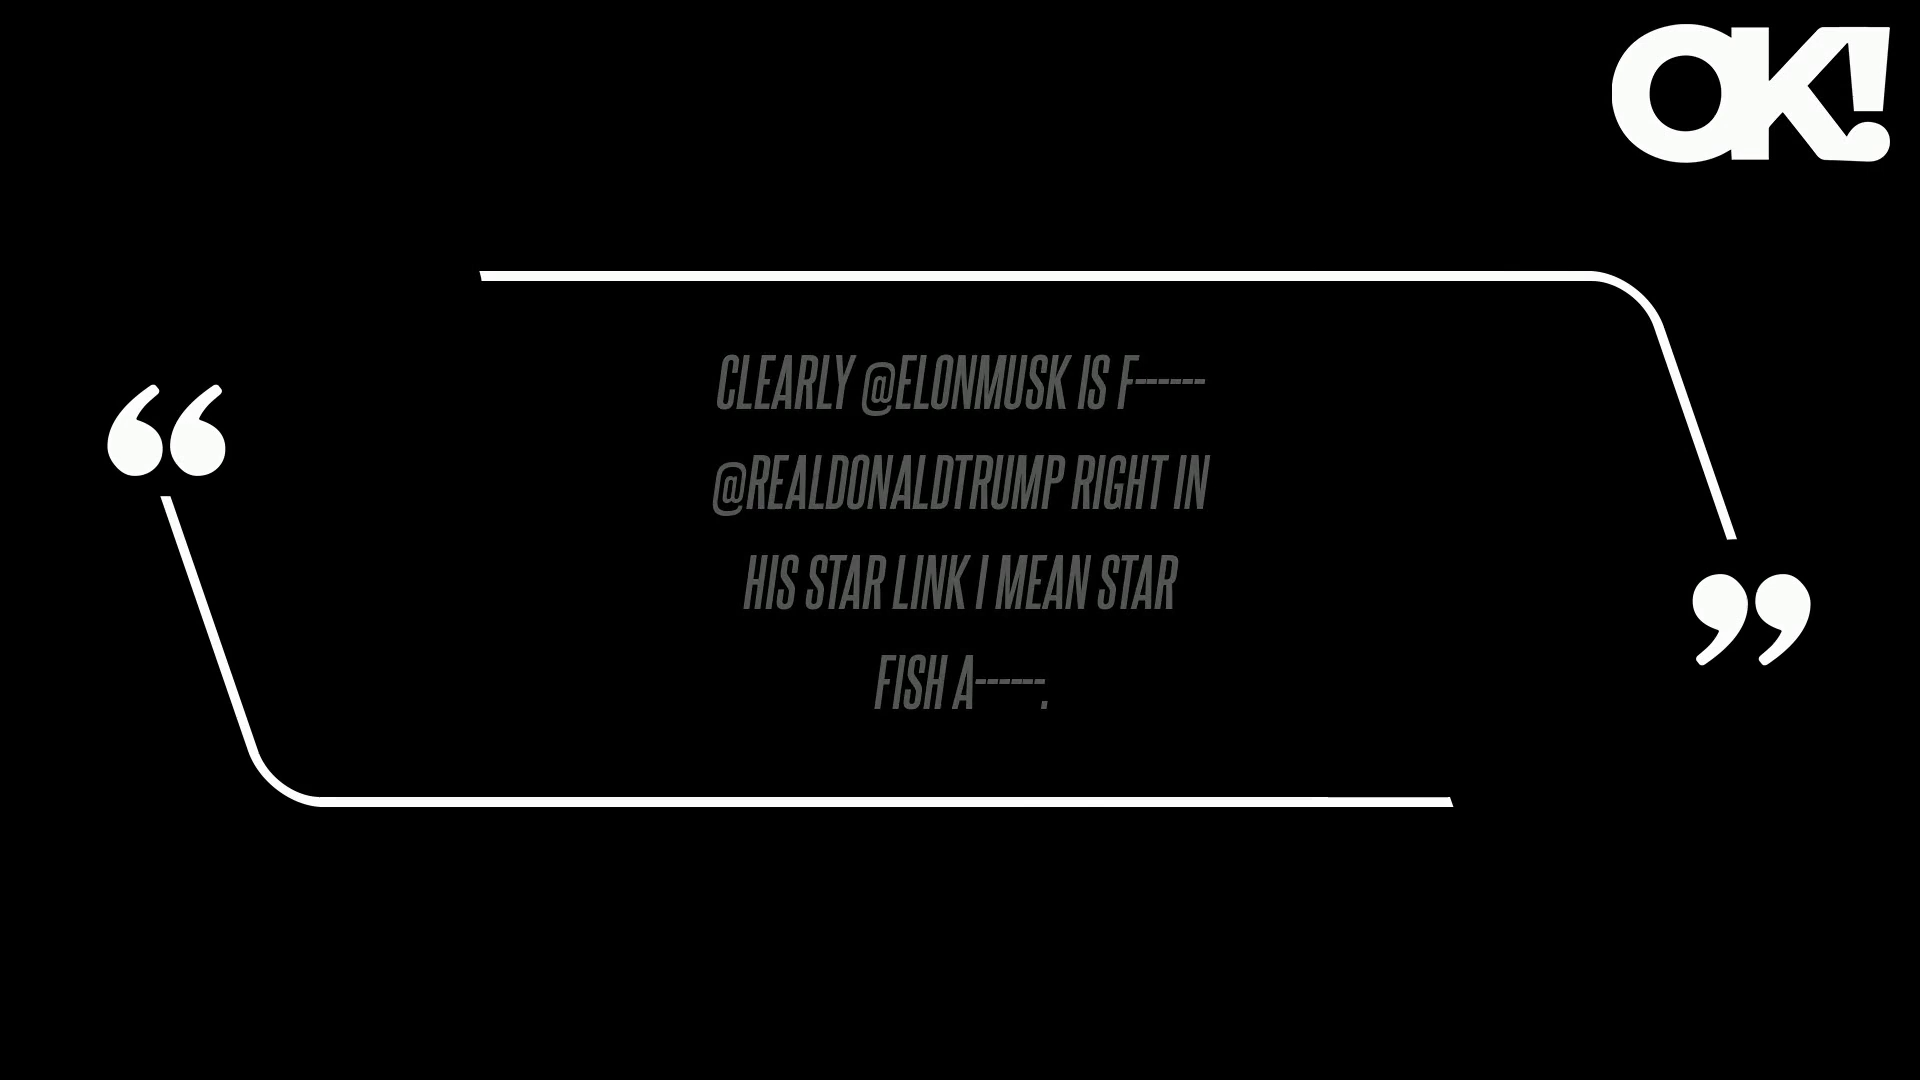 OK!
“
CLEARLY @ELONMUSK IS F------
@REALDONALDTRUMP RIGHT IN
HIS STAR LINK I MEAN STAR
FISH A------.
”